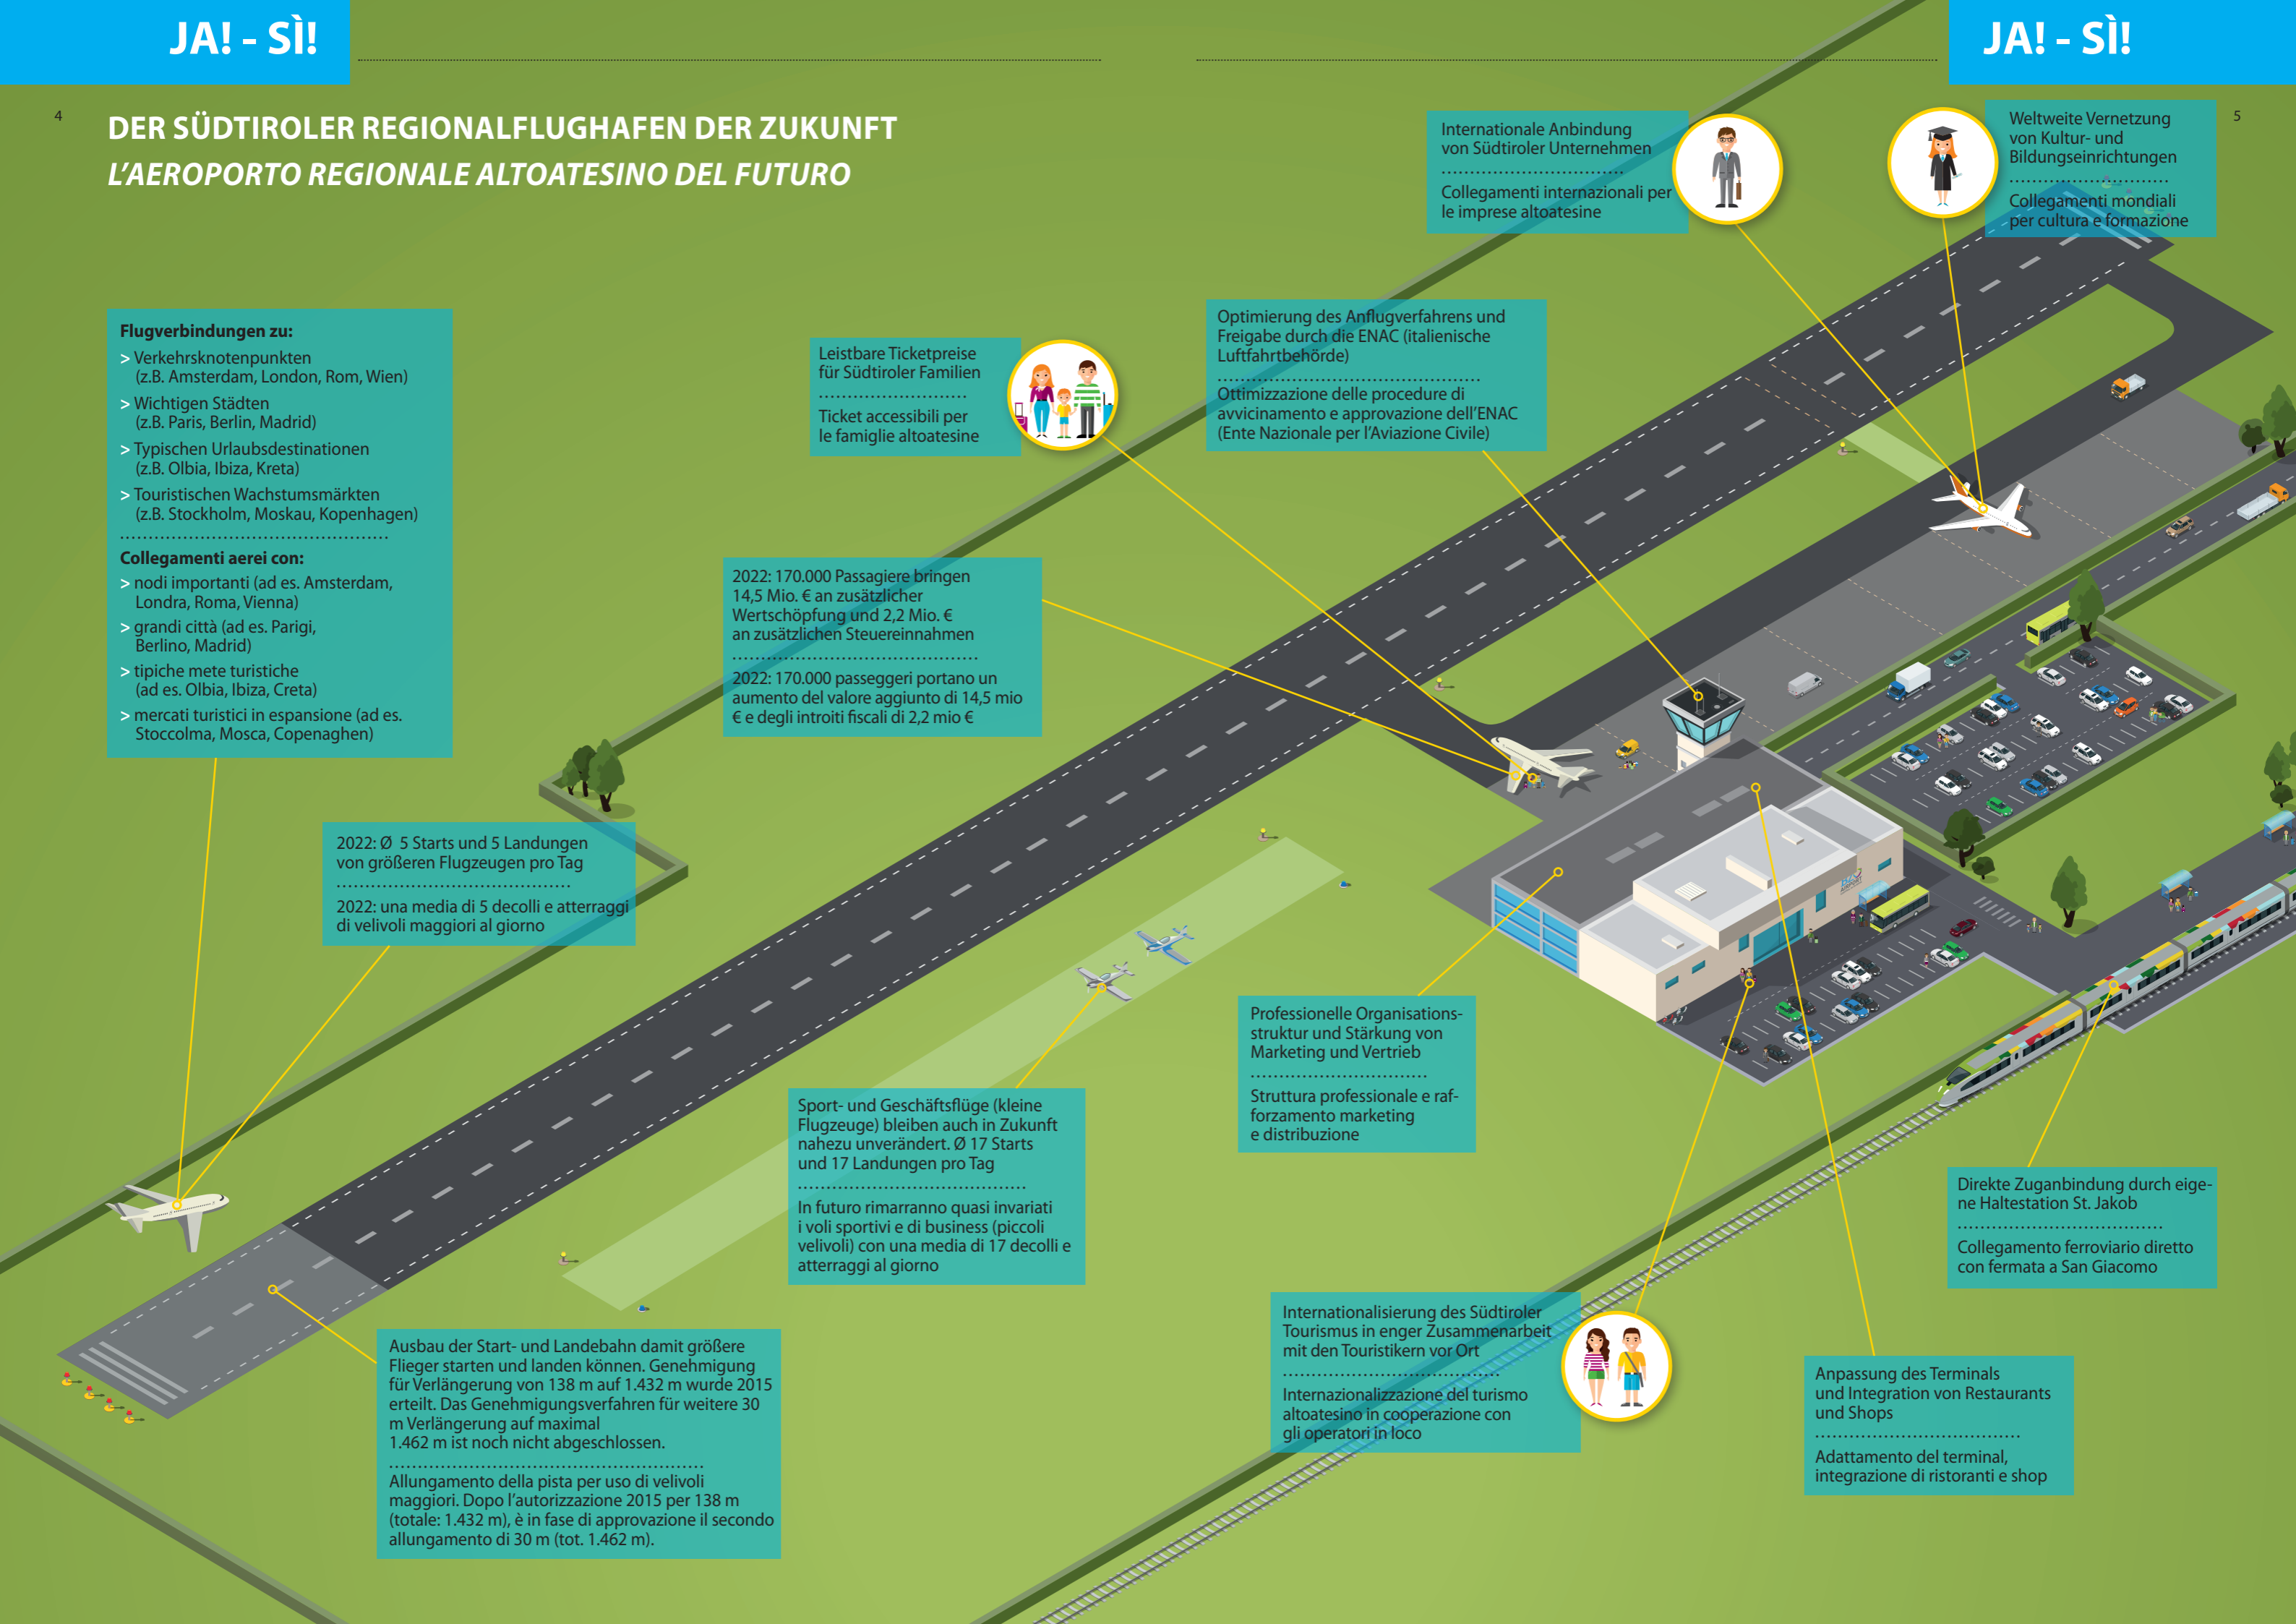 JA! - SÌ!
JA! - SÌ!
4
5
DER SÜDTIROLER REGIONALFLUGHAFEN DER ZUKUNFT
L'AEROPORTO REGIONALE ALTOATESINO DEL FUTURO
Flugverbindungen zu:
> Verkehrsknotenpunkten
(z.B. Amsterdam, London, Rom, Wien)
> Wichtigen Städten
(z.B. Paris, Berlin, Madrid)
> Typischen Urlaubsdestinationen
(z.B. Olbia, Ibiza, Kreta)
> Touristischen Wachstumsmärkten
(z.B. Stockholm, Moskau, Kopenhagen)
Collegamenti aerei con:
> nodi importanti (ad es. Amsterdam,
Londra, Roma, Vienna)
> grandi città (ad es. Parigi,
Berlino, Madrid)
> tipiche mete turistiche
(ad es. Olbia, Ibiza, Creta)
> mercati turistici in espansione (ad es.
Stoccolma, Mosca, Copenaghen)
2022: Ø 5 Starts und 5 Landungen
von größeren Flugzeugen pro Tag
2022: una media di 5 decolli e atterraggi
di velivoli maggiori al giorno
Ausbau der Start- und Landebahn damit größere
Flieger starten und landen können. Genehmigung
für Verlängerung von 138 m auf 1.432 m wurde 2015
erteilt. Das Genehmigungsverfahren für weitere 30
m Verlängerung auf maximal
1.462 m ist noch nicht abgeschlossen.
Allungamento della pista per uso di velivoli
maggiori. Dopo l'autorizzazione 2015 per 138 m
(totale: 1.432 m), è in fase di approvazione il secondo
allungamento di 30 m (tot. 1.462 m).
Leistbare Ticketpreise
für Südtiroler Familien
Ticket accessibili per
le famiglie altoatesine
2022: 170.000 Passagiere bringen
14,5 Mio. € an zusätzlicher
Wertschöpfung und 2,2 Mio. €
an zusätzlichen Steuereinnahmen
2022: 170.000 passeggeri portano un
aumento del valore aggiunto di 14,5 mio
€ e degli introiti fiscali di 2,2 mio €
Sport- und Geschäftsflüge (kleine
Flugzeuge) bleiben auch in Zukunft
nahezu unverändert. Ø 17 Starts
und 17 Landungen pro Tag
In futuro rimarranno quasi invariati
i voli sportivi e di business (piccoli
velivoli) con una media di 17 decolli e
atterraggi al giorno
Internationale Anbindung
von Südtiroler Unternehmen
Collegamenti internazionali per
le imprese altoatesine
Weltweite Vernetzung
von Kultur- und
Bildungseinrichtungen
Collegamenti mondiali
per cultura e formazione
Optimierung des Anflugverfahrens und
Freigabe durch die ENAC (italienische
Luftfahrtbehörde)
Ottimizzazione delle procedure di
avvicinamento e approvazione dell'ENAC
(Ente Nazionale per l'Aviazione Civile)
Professionelle Organisations-
struktur und Stärkung von
Marketing und Vertrieb
Struttura professionale e raf-
forzamento marketing
e distribuzione
Internationalisierung des Südtiroler
Tourismus in enger Zusammenarbeit
mit den Touristikern vor Ort
Internazionalizzazione del turismo
altoatesino in cooperazione con
gli operatori in loco
Direkte Zuganbindung durch eige-
ne Haltestation St. Jakob
Collegamento ferroviario diretto
con fermata a San Giacomo
Anpassung des Terminals
und Integration von Restaurants
und Shops
Adattamento del terminal,
integrazione di ristoranti e shop